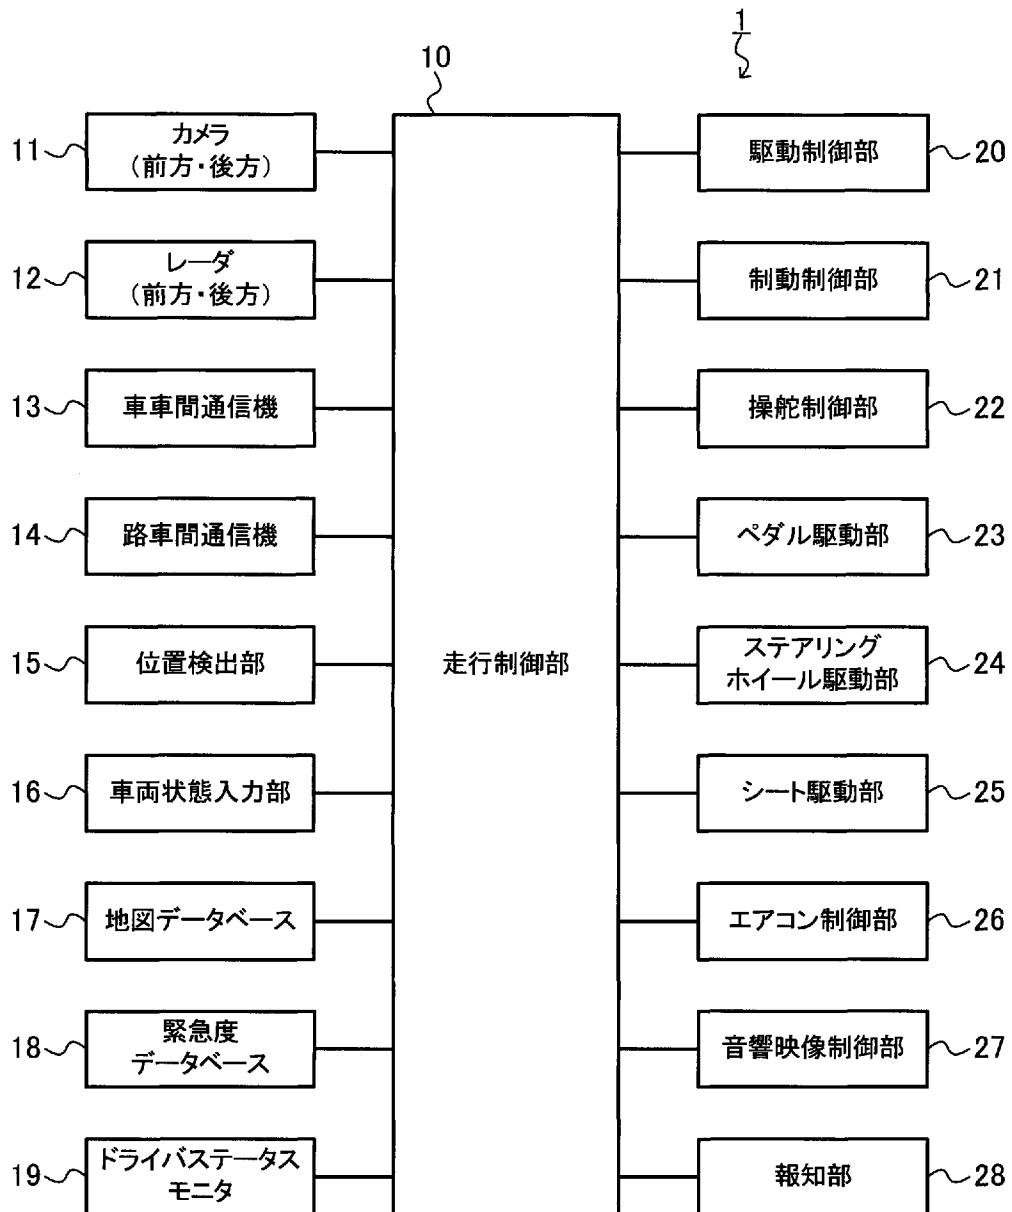 1
10
11
カメラ
(前方・後方)
12
レーダ
(前方・後方)
13
車車間通信機
14
路車間通信機
15
位置検出部
16
車両状態入力部
17
地図データベース
18
緊急度
データベース
19
ドライバステータス
モニタ
走行制御部
駆動制御部
20
制動制御部
21
操舵制御部
22
ペダル駆動部
23
ステアリング
ホイール駆動部
24
シート駆動部
25
エアコン制御部
26
音響映像制御部
27
報知部
28